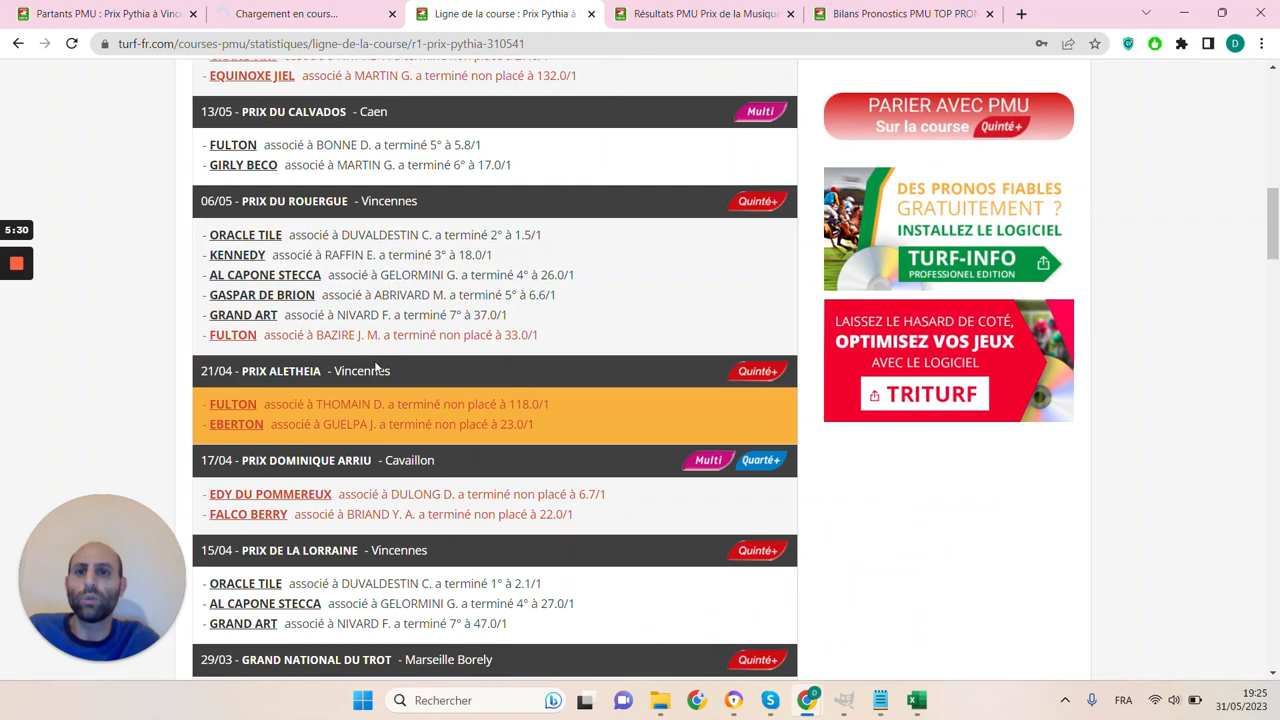 Partants PMU : Prix Pythia à Vince
Chargement en cours...
Ligne de la course : Prix Pythia à
Résultats PMU Prix de la Musique
Bilans Pronostics PMU TOP PRON
turf-fr.com/courses-pmu/statistiques/ligne-de-la-course/r1-prix-pythia-310541
D
- EQUINOXE JIEL associé à MARTIN G. a terminé non placé à 132.0/1
13/05 - PRIX DU CALVADOS - Caen Multi
- FULTON associé à BONNE D. a terminé 5° à 5.8/1
- GIRLY BECO associé à MARTIN G. a terminé 6° à 17.0/1
06/05 - PRIX DU ROUERGUE - Vincennes Quinté+
- ORACLE TILE associé à DUVALDESTIN C. a terminé 2° à 1.5/1
- KENNEDY associé à RAFFIN E. a terminé 3° à 18.0/1
- AL CAPONE STECCA associé à GELORMINI G. a terminé 4° à 26.0/1
- GASPAR DE BRION associé à ABRIVARD M. a terminé 5° à 6.6/1
- GRAND ART associé à NIVARD F. a terminé 7° à 37.0/1
- FULTON associé à BAZIRE J. M. a terminé non placé à 33.0/1
21/04 - PRIX ALETHEIA - Vincennes Quinté+
- FULTON associé à THOMAIN D. a terminé non placé à 118.0/1
- EBERTON associé à GUELPA J. a terminé non placé à 23.0/1
17/04 - PRIX DOMINIQUE ARRIU - Cavaillon Multi Quarté+
- EDY DU POMMEREUX associé à DULONG D. a terminé non placé à 6.7/1
- FALCO BERRY associé à BRIAND Y. A. a terminé non placé à 22.0/1
15/04 - PRIX DE LA LORRAINE - Vincennes Quinté+
- ORACLE TILE associé à DUVALDESTIN C. a terminé 1° à 2.1/1
- AL CAPONE STECCA associé à GELORMINI G. a terminé 4° à 27.0/1
- GRAND ART associé à NIVARD F. a terminé 7° à 47.0/1
29/03 - GRAND NATIONAL DU TROT - Marseille Borely Quinté+
PARIER AVEC PMU
Sur la course Quinté+
DES PRONOS FIABLES
GRATUITEMENT ?
INSTALLEZ LE LOGICIEL
TURF-INFO
PROFESSIONEL EDITION
LAISSEZ LE HASARD DE COTÉ,
OPTIMISEZ VOS JEUX
AVEC LE LOGICIEL
TRITURF
5:30
Rechercher
D
FRA
19:25
31/05/2023